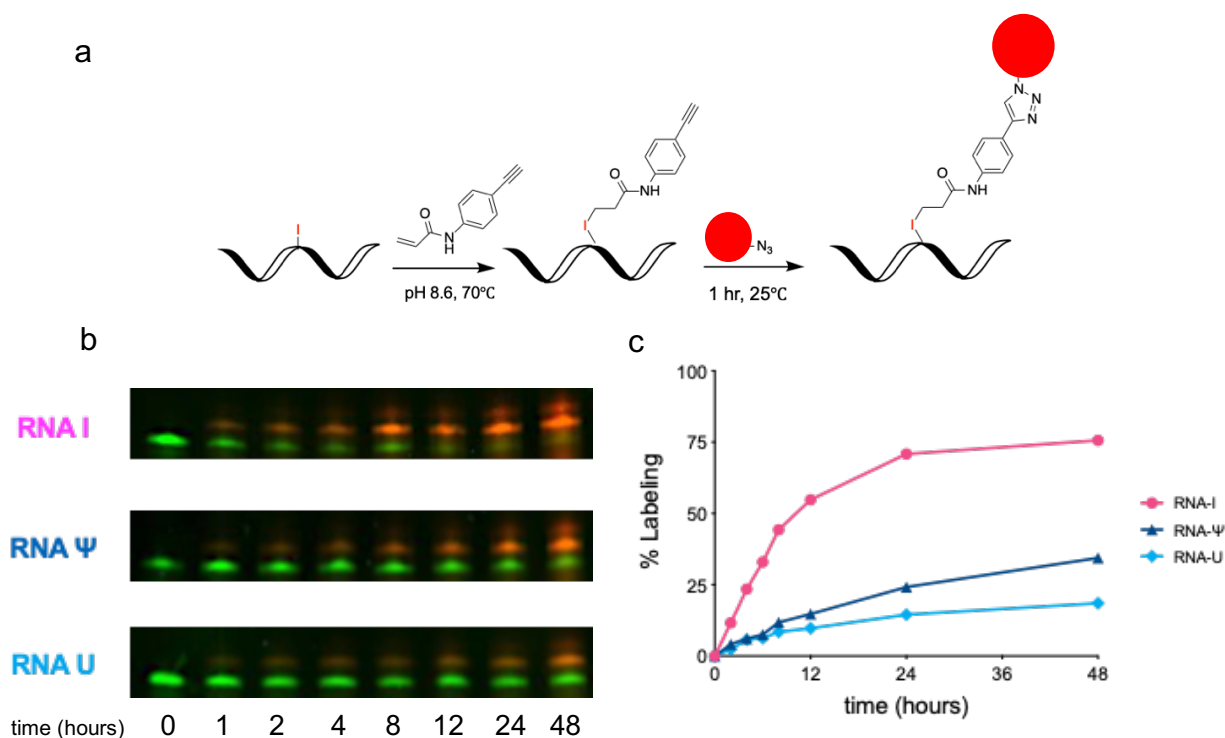 a
I
O
N
H
pH 8.6, 70℃
I
O
NH
N₃
1 hr, 25℃
I
O
NH
N
N
N
b
RNA I
RNA Ψ
RNA U
time (hours) 0 1 2 4 8 12 24 48
c
% Labeling
100
75
50
25
0
0 12 24 36 48
time (hours)
RNA-I
RNA-Ψ
RNA-U